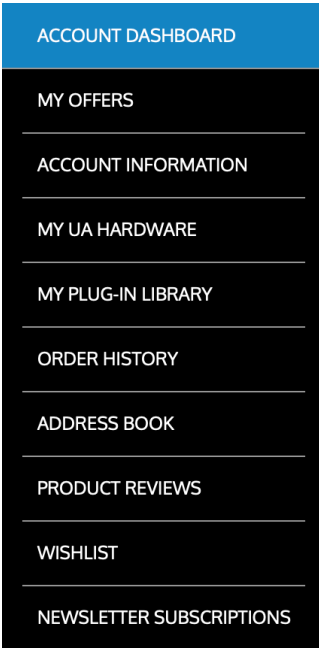 ACCOUNT DASHBOARD
MY OFFERS
ACCOUNT INFORMATION
MY UA HARDWARE
MY PLUG-IN LIBRARY
ORDER HISTORY
ADDRESS BOOK
PRODUCT REVIEWS
WISHLIST
NEWSLETTER SUBSCRIPTIONS